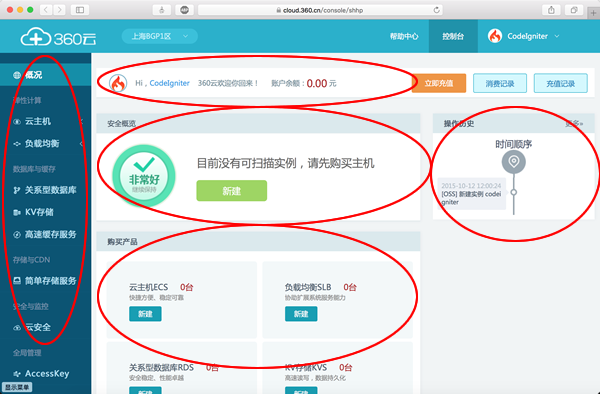 cloud.360.cn/console/shhp
360云
上海BGP1区
帮助中心
控制台
CodeIgniter
概况
弹性计算
云主机
负载均衡
数据库与缓存
关系型数据库
KV存储
高速缓存服务
存储与CDN
简单存储服务
安全与监控
云安全
全局管理
AccessKey
显示菜单
Hi，CodeIgniter 360云欢迎你回来！ 账户余额：0.00 元
立即充值
消费记录
充值记录
安全概览
非常好
继续保持
目前没有可扫描实例，请先购买主机
新建
操作历史
更多»
时间顺序
2015-10-12 12:00:24
[OSS] 新建实例 codei
gniter
购买产品
云主机ECS 0台
快捷方便、稳定可靠
新建
负载均衡SLB 0台
协助扩展系统服务能力
新建
关系型数据库RDS 0台
安全稳定、性能卓越
新建
KV存储KVS 0台
高速读写，数据持久化
新建